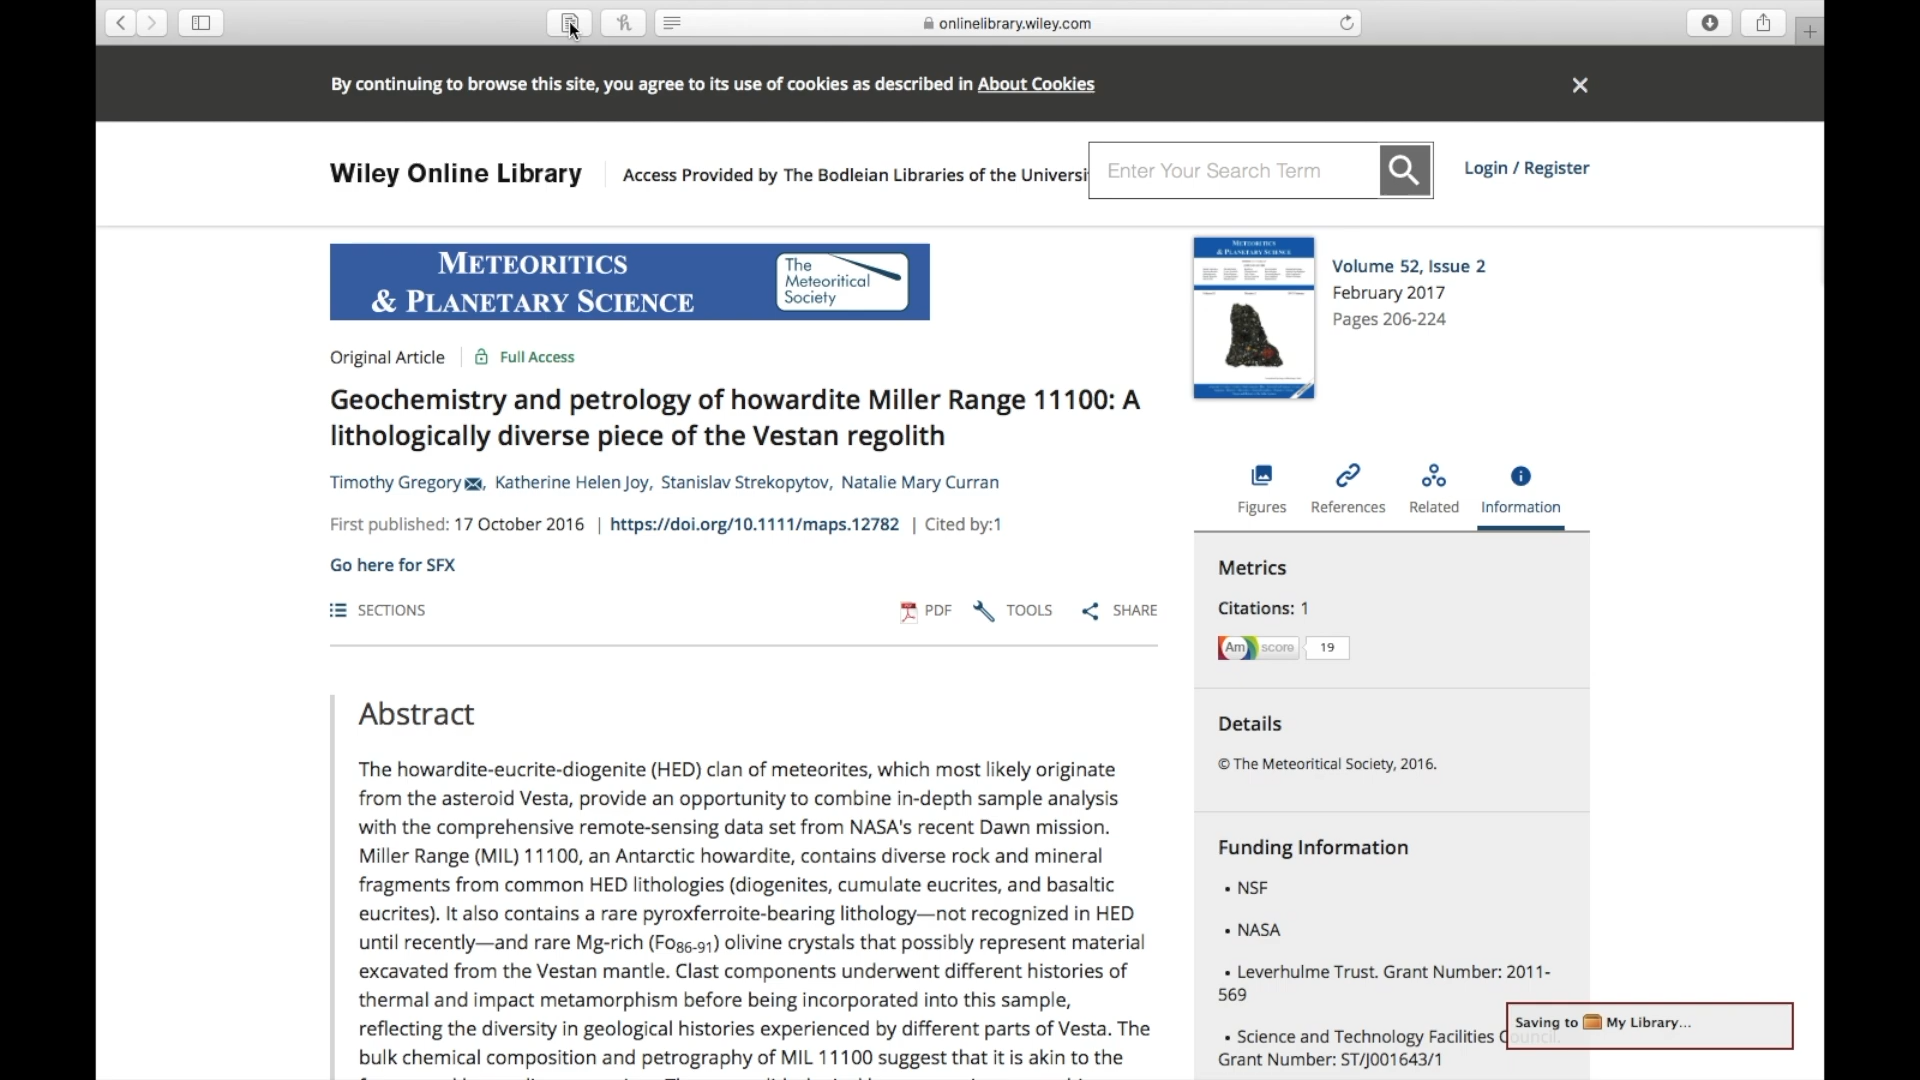 onlinelibrary.wiley.com
By continuing to browse this site, you agree to its use of cookies as described in About Cookies
Wiley Online Library
Access Provided by The Bodleian Libraries of the Universi
Enter Your Search Term
Login / Register
METEORITICS
& PLANETARY SCIENCE
The
Meteoritical
Society
METEORITICS
& PLANETARY SCIENCE
Volume 52, Issue 2
February 2017
Pages 206-224
Original Article
Full Access
Geochemistry and petrology of howardite Miller Range 11100: A
lithologically diverse piece of the Vestan regolith
Timothy Gregory, Katherine Helen Joy, Stanislav Strekopytov, Natalie Mary Curran
First published: 17 October 2016 | https://doi.org/10.1111/maps.12782 | Cited by:1
Go here for SFX
SECTIONS
PDF
TOOLS
SHARE
Abstract
The howardite-eucrite-diogenite (HED) clan of meteorites, which most likely originate
from the asteroid Vesta, provide an opportunity to combine in-depth sample analysis
with the comprehensive remote-sensing data set from NASA's recent Dawn mission.
Miller Range (MIL) 11100, an Antarctic howardite, contains diverse rock and mineral
fragments from common HED lithologies (diogenites, cumulate eucrites, and basaltic
eucrites). It also contains a rare pyroxferroite-bearing lithology—not recognized in HED
until recently—and rare Mg-rich (Fo86-91) olivine crystals that possibly represent material
excavated from the Vestan mantle. Clast components underwent different histories of
thermal and impact metamorphism before being incorporated into this sample,
reflecting the diversity in geological histories experienced by different parts of Vesta. The
bulk chemical composition and petrography of MIL 11100 suggest that it is akin to the
Figures
References
Related
Information
Metrics
Citations: 1
Am score 19
Details
© The Meteoritical Society, 2016.
Funding Information
• NSF
• NASA
• Leverhulme Trust. Grant Number: 2011-
569
• Science and Technology Facilities Council.
Grant Number: ST/J001643/1
Saving to My Library...